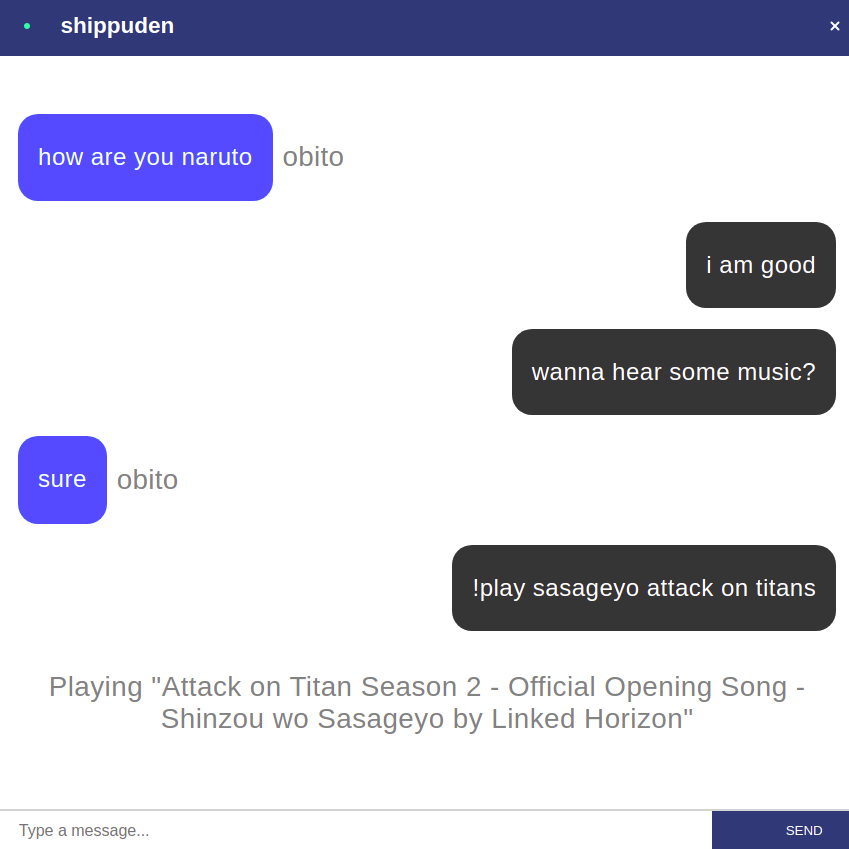 shippuden
×
how are you naruto
obito
i am good
wanna hear some music?
sure
obito
!play sasageyo attack on titans
Playing "Attack on Titan Season 2 - Official Opening Song -
Shinzou wo Sasageyo by Linked Horizon"
Type a message...
SEND